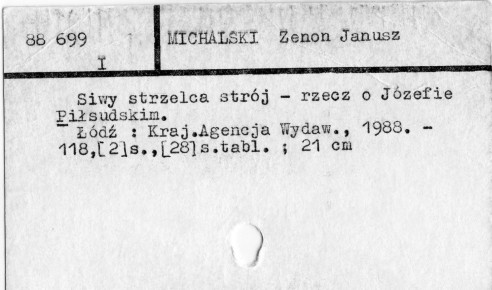 88 699 MICHALSKI Zenon Janusz
I
Siwy strzelca strój - rzecz o Józefie
Piłsudskim.
Łódź : Kraj.Agencja Wydaw., 1988. -
118,[2]s.,[28]s.tabl. ; 21 cm